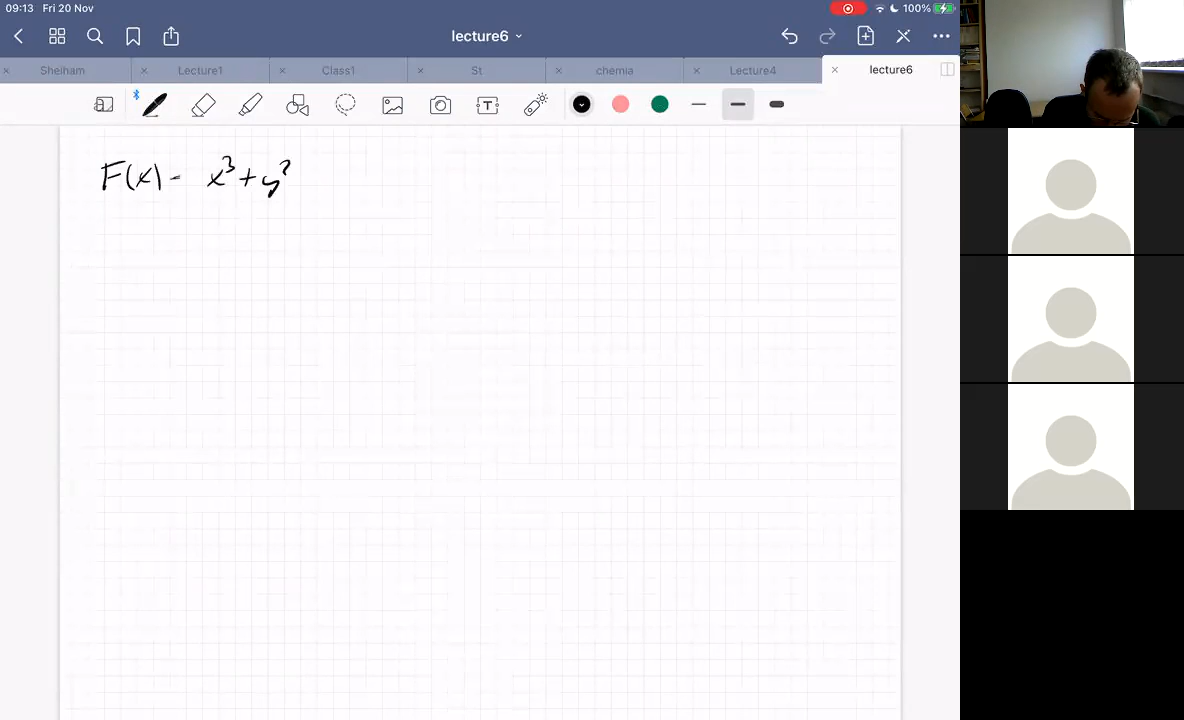 09:13 Fri 20 Nov 100%
lecture6
Sheiham Lecture1 Class1 St chemia Lecture4 lecture6
T
F(x) = x³+y²